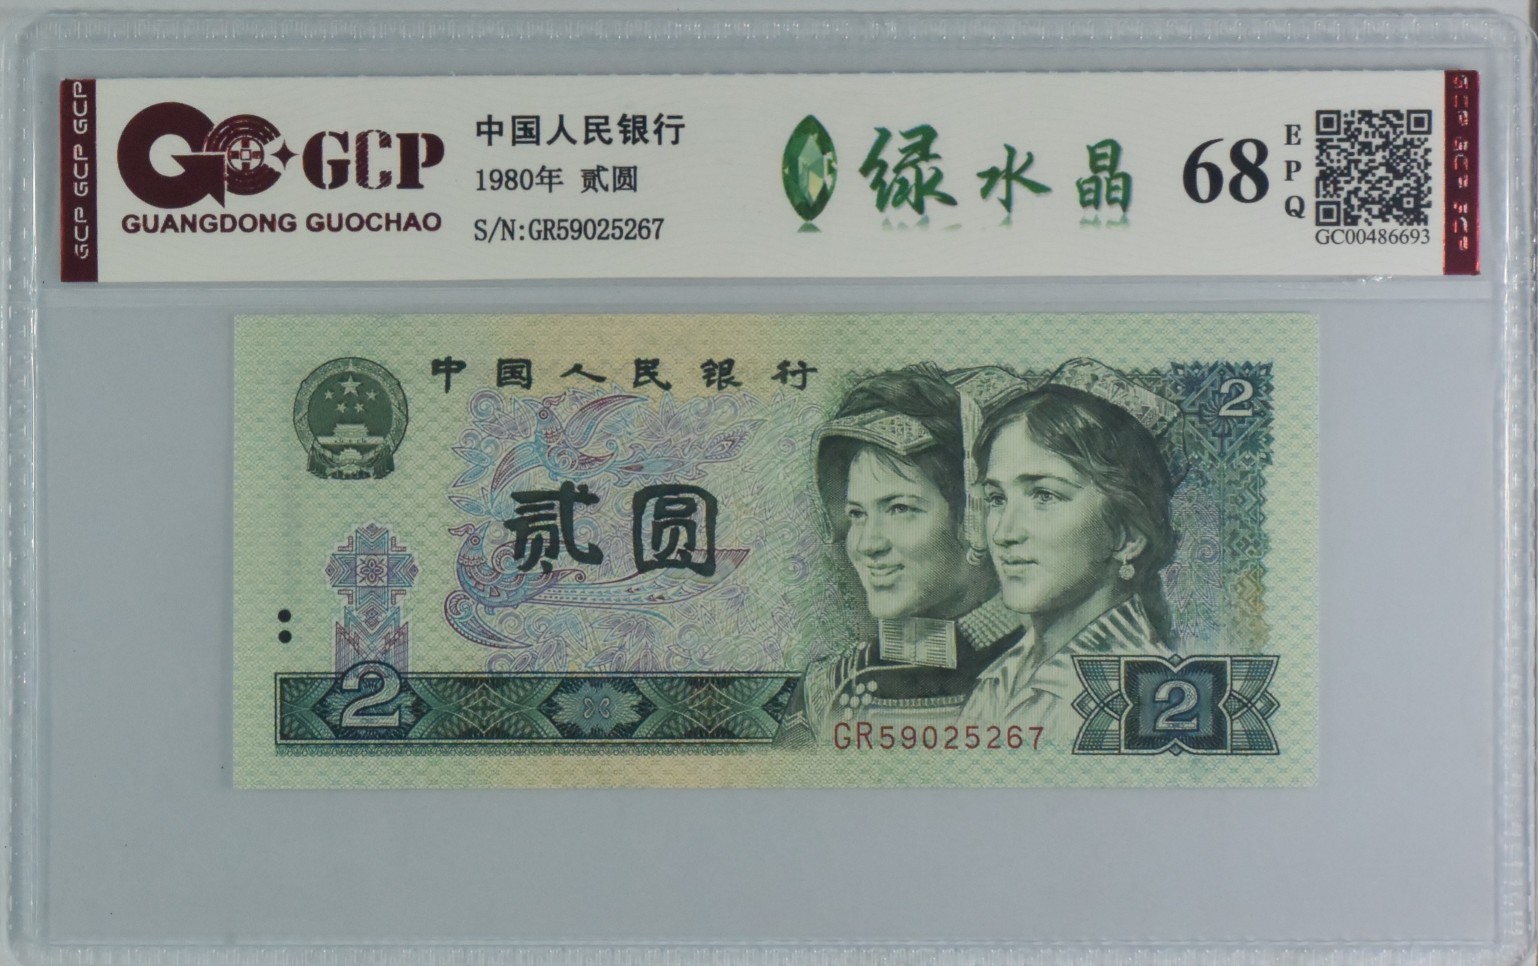 GCP GCP GCP
GCP
GUANGDONG GUOCHAO
中国人民银行
1980年 贰圆
S/N:GR59025267
绿水晶
68
EPQ
GC00486693
中国人民银行
贰圆
2
2
2
GR59025267